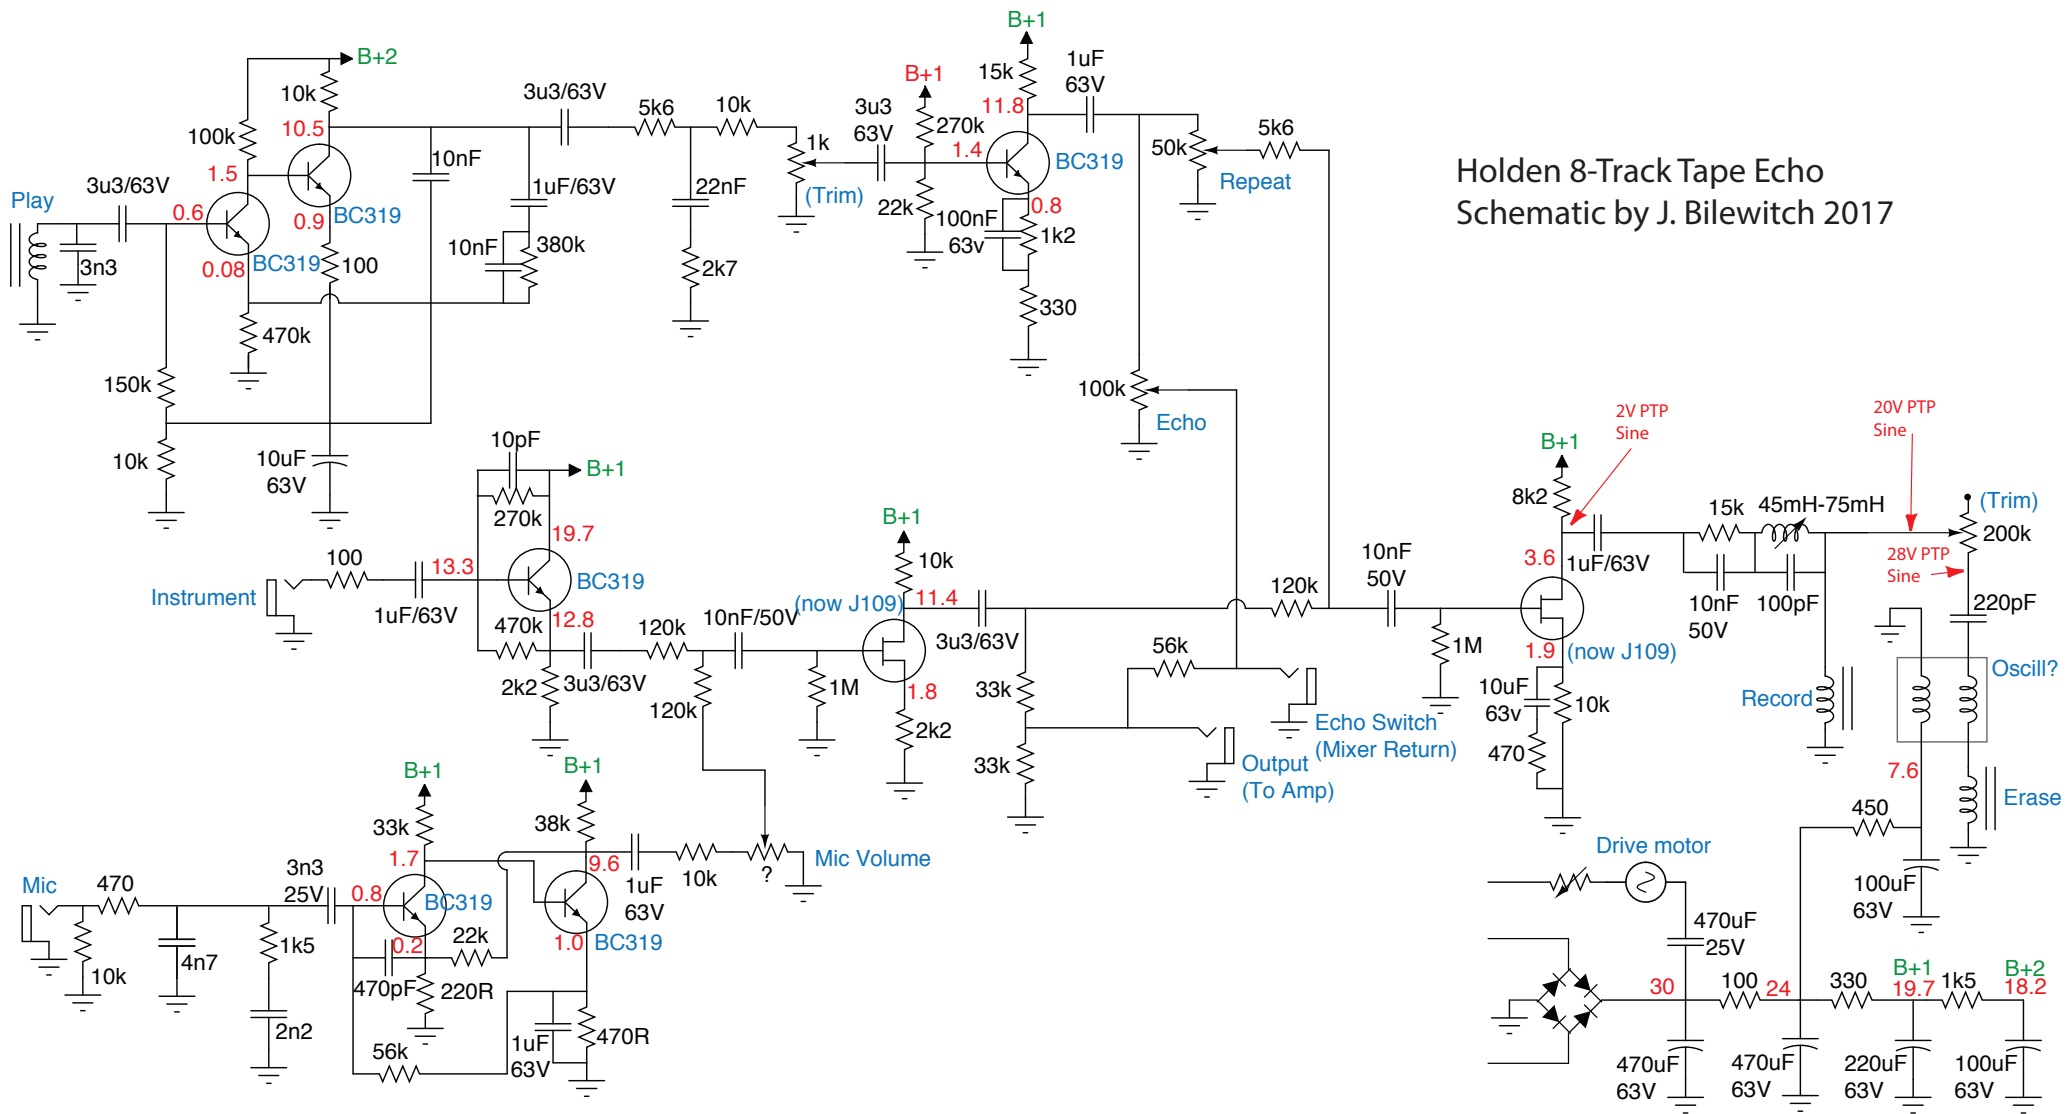 Holden 8-Track Tape Echo
Schematic by J. Bilewitch 2017
B+2
10k
100k
10.5
1.5
3u3/63V
0.6
Play
3n3
0.08
BC319
0.9
BC319
100
470k
150k
10k
10uF
63V
10nF
3u3/63V
1uF/63V
10nF
380k
5k6
10k
22nF
2k7
1k
(Trim)
3u3
63V
B+1
270k
1.4
22k
B+1
15k
11.8
1uF
63V
BC319
0.8
100nF
63v
1k2
330
50k
Repeat
5k6
100k
Echo
10pF
B+1
270k
19.7
13.3
100
Instrument
1uF/63V
BC319
12.8
470k
2k2
3u3/63V
120k
10nF/50V
120k
1M
B+1
10k
(now J109)
11.4
1.8
2k2
3u3/63V
33k
33k
56k
Echo Switch
(Mixer Return)
Output
(To Amp)
120k
10nF
50V
1M
B+1
8k2
2V PTP
Sine
3.6
1uF/63V
1.9
(now J109)
10uF
63v
10k
470
15k
45mH-75mH
10nF
50V
100pF
20V PTP
Sine
(Trim)
200k
28V PTP
Sine
220pF
Oscill?
Record
7.6
Erase
450
100uF
63V
Mic
470
10k
4n7
1k5
2n2
3n3
25V
0.8
B+1
33k
1.7
BC319
0.2
22k
470pF
220R
56k
B+1
38k
9.6
1.0
BC319
1uF
63V
470R
1uF
63V
10k
?
Mic Volume
Drive motor
470uF
25V
30
100
24
330
B+1
19.7
1k5
B+2
18.2
470uF
63V
470uF
63V
220uF
63V
100uF
63V